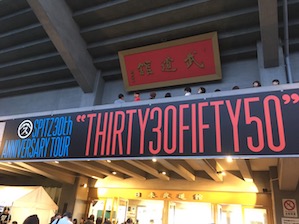 武道館
SPITZ30th
ANNIVERSARY TOUR
"THIRTY30FIFTY50"